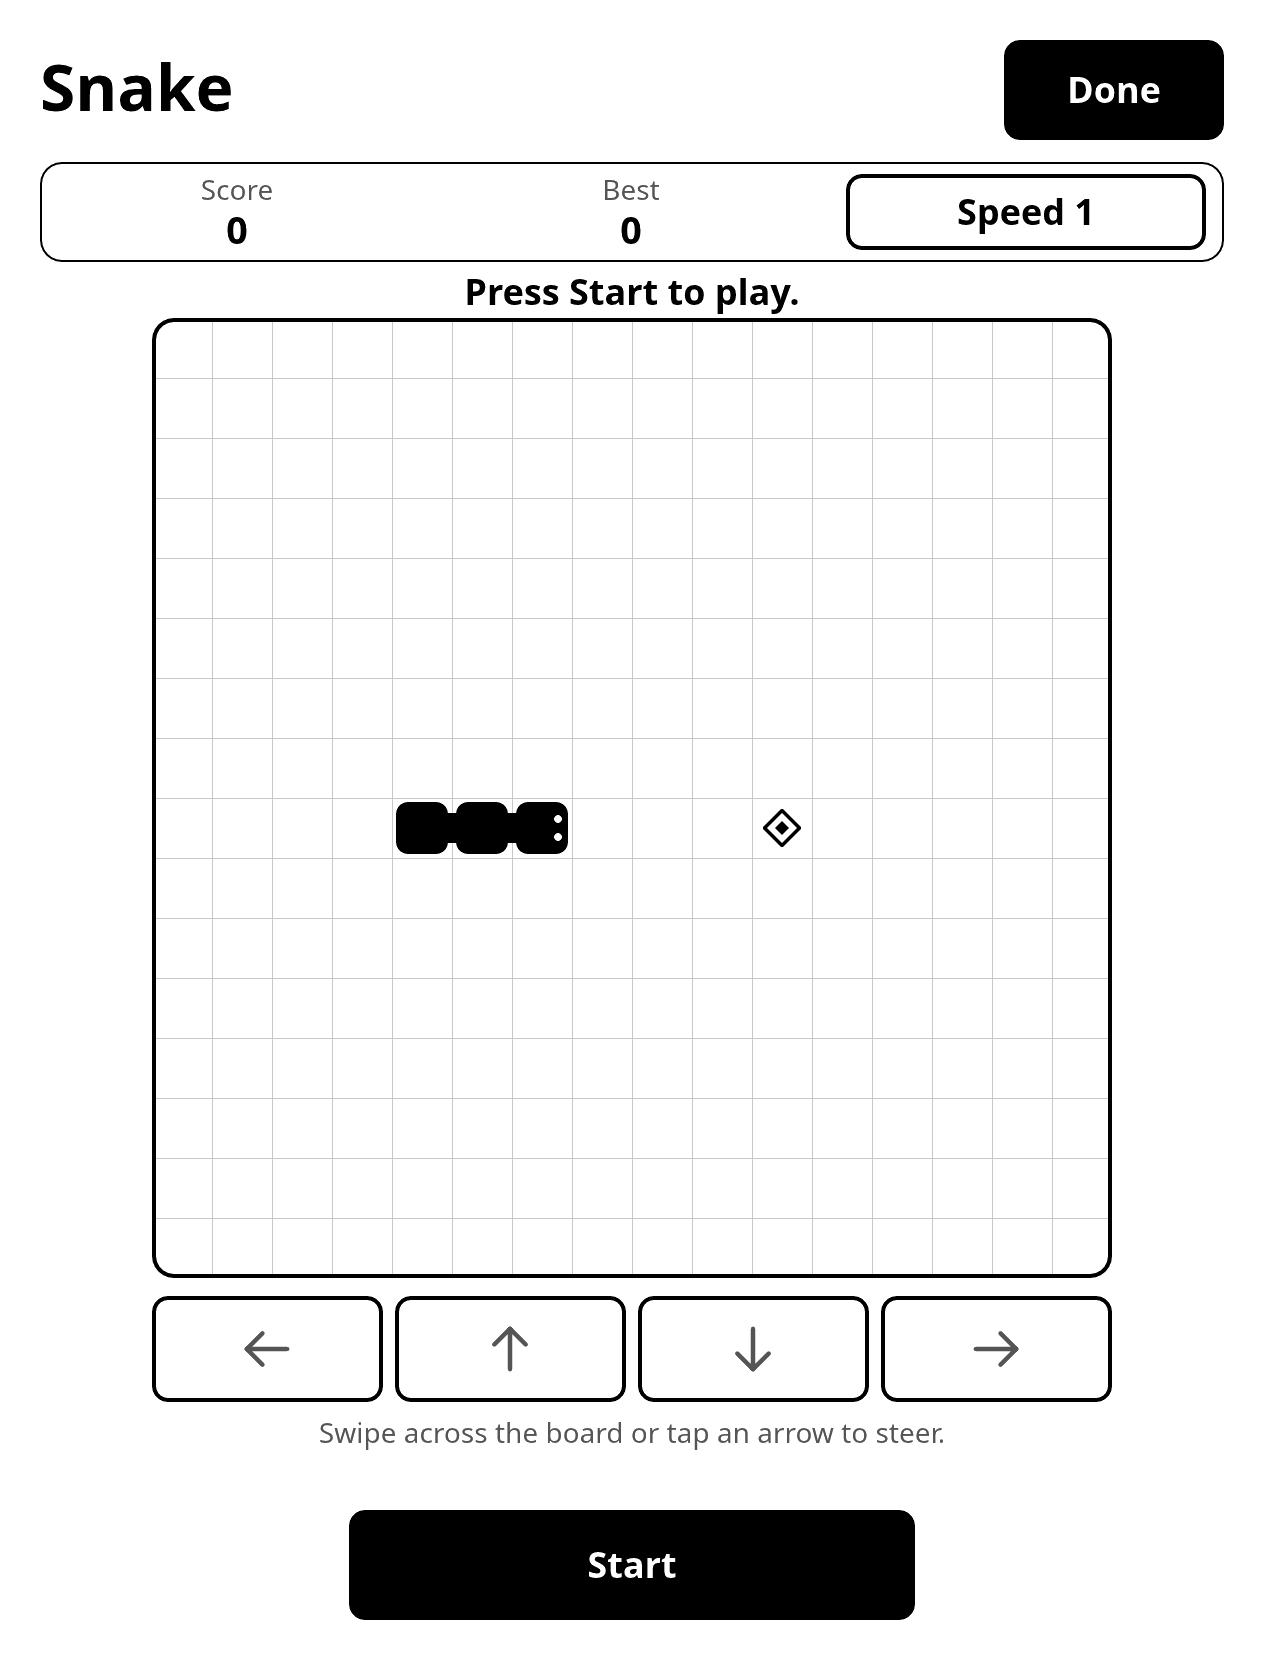 Snake
Done
Score
0
Best
0
Speed 1
Press Start to play.
Swipe across the board or tap an arrow to steer.
Start